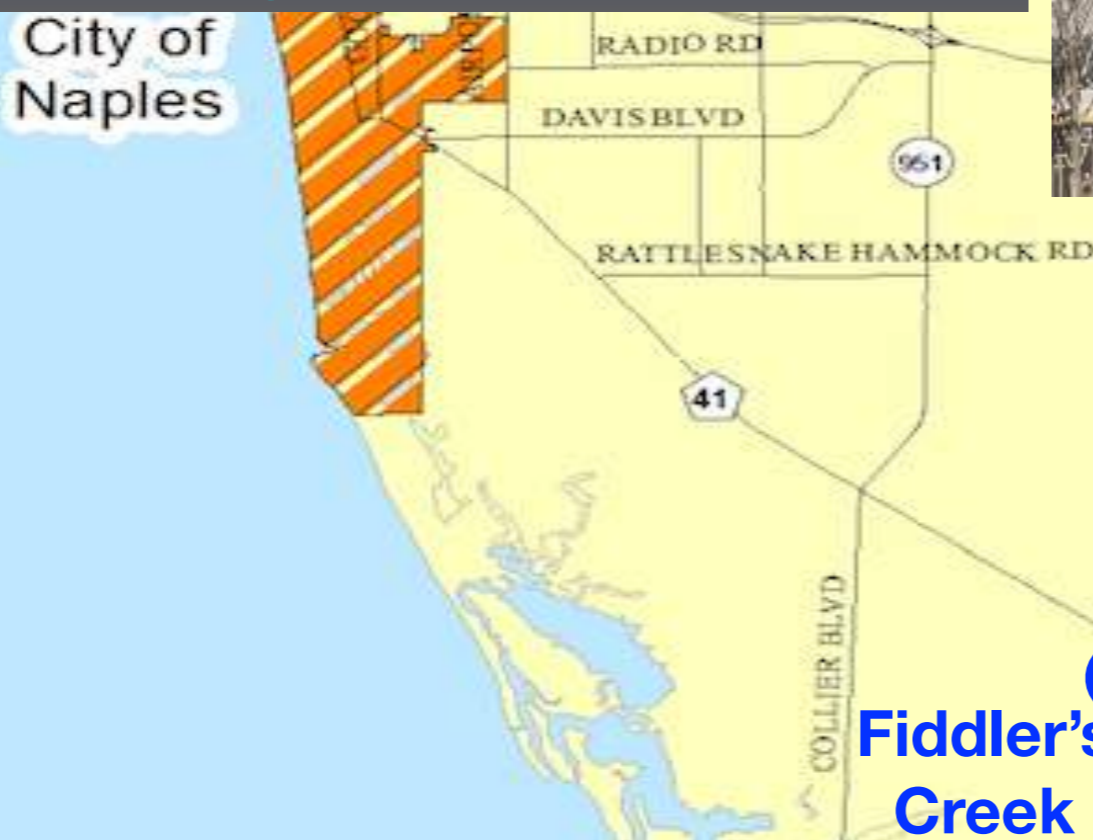 City of
Naples
RADIO RD
DAVIS BLVD
951
RATTLESNAKE HAMMOCK RD
41
COLLIER BLVD
Fiddler’s
Creek